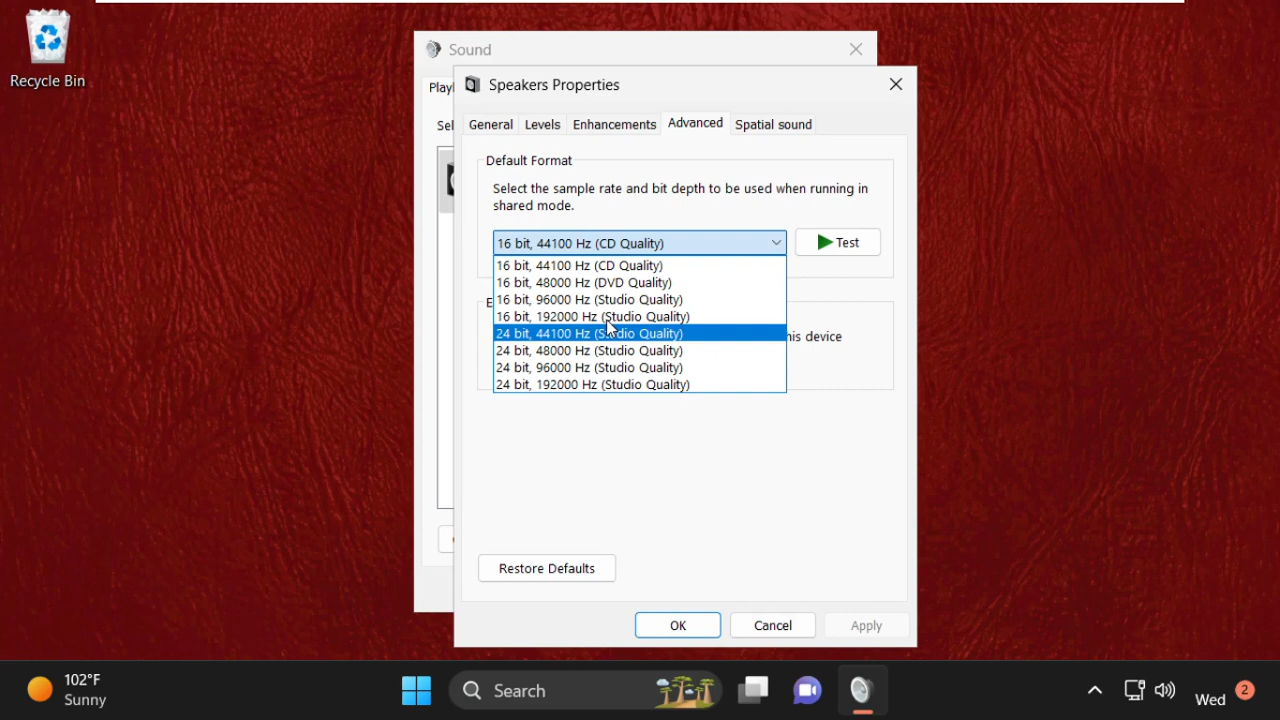 Recycle Bin
Sound
Speakers Properties
General
Levels
Enhancements
Advanced
Spatial sound
Default Format
Select the sample rate and bit depth to be used when running in
shared mode.
16 bit, 44100 Hz (CD Quality)
Test
16 bit, 44100 Hz (CD Quality)
16 bit, 48000 Hz (DVD Quality)
16 bit, 96000 Hz (Studio Quality)
16 bit, 192000 Hz (Studio Quality)
24 bit, 44100 Hz (Studio Quality)
24 bit, 48000 Hz (Studio Quality)
24 bit, 96000 Hz (Studio Quality)
24 bit, 192000 Hz (Studio Quality)
device
Restore Defaults
OK
Cancel
Apply
102°F
Sunny
Search
Wed
2